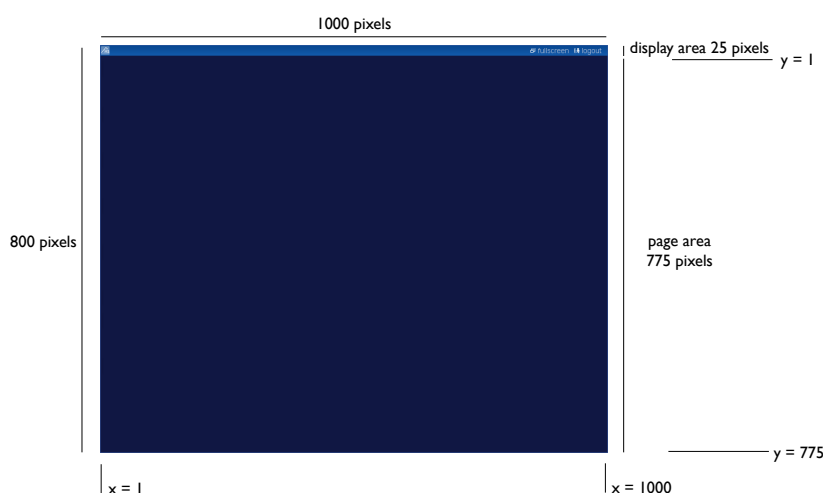 1000 pixels
fullscreen logout
display area 25 pixels
y = 1
800 pixels
page area
775 pixels
y = 775
x = 1
x = 1000